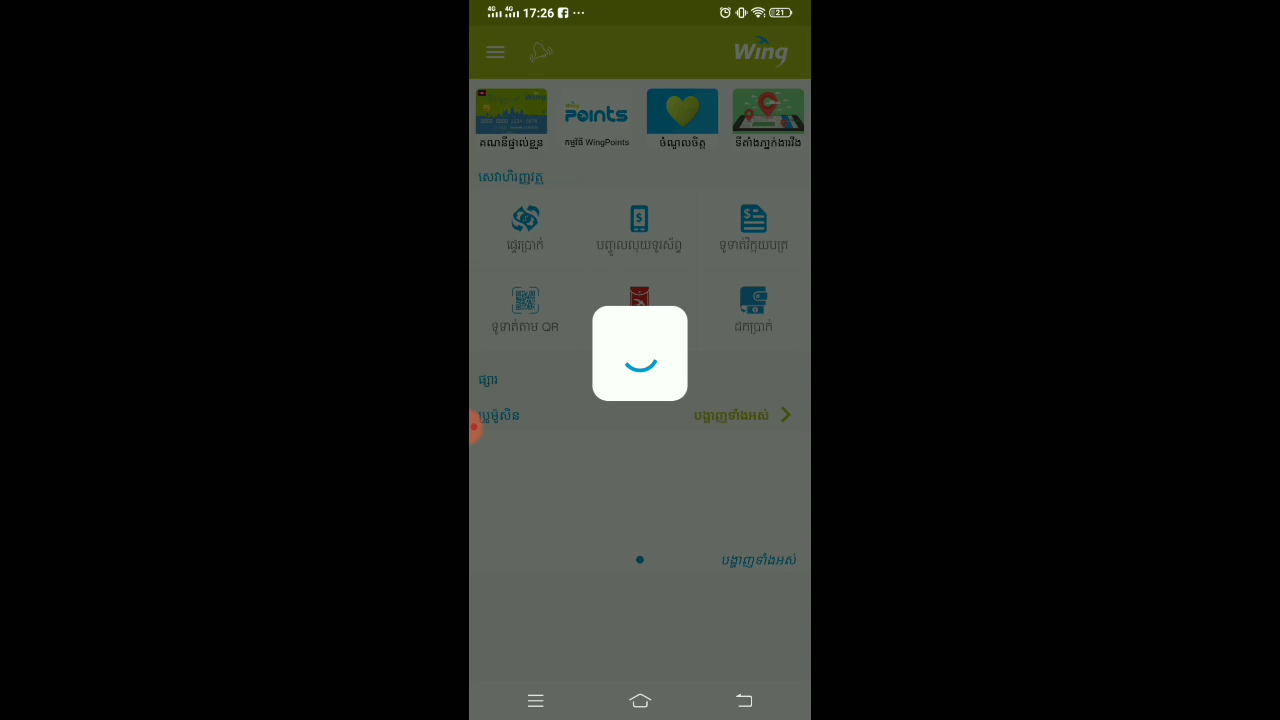 17:26
21
Wing
គណនីផ្ទាល់ខ្លួន
Wing Points
កម្មវិធី WingPoints
ចំណូលចិត្ត
ទីតាំងភ្នាក់ងារវីង
សេវាហិរញ្ញវត្ថុ
ផ្ទេរប្រាក់
បញ្ចូលលុយទូរស័ព្ទ
ទូទាត់វិក្កយបត្រ
ទូទាត់តាម QR
ដកប្រាក់
ផ្សារ
ប្រូម៉ូសិន
បង្ហាញទាំងអស់
បង្ហាញទាំងអស់